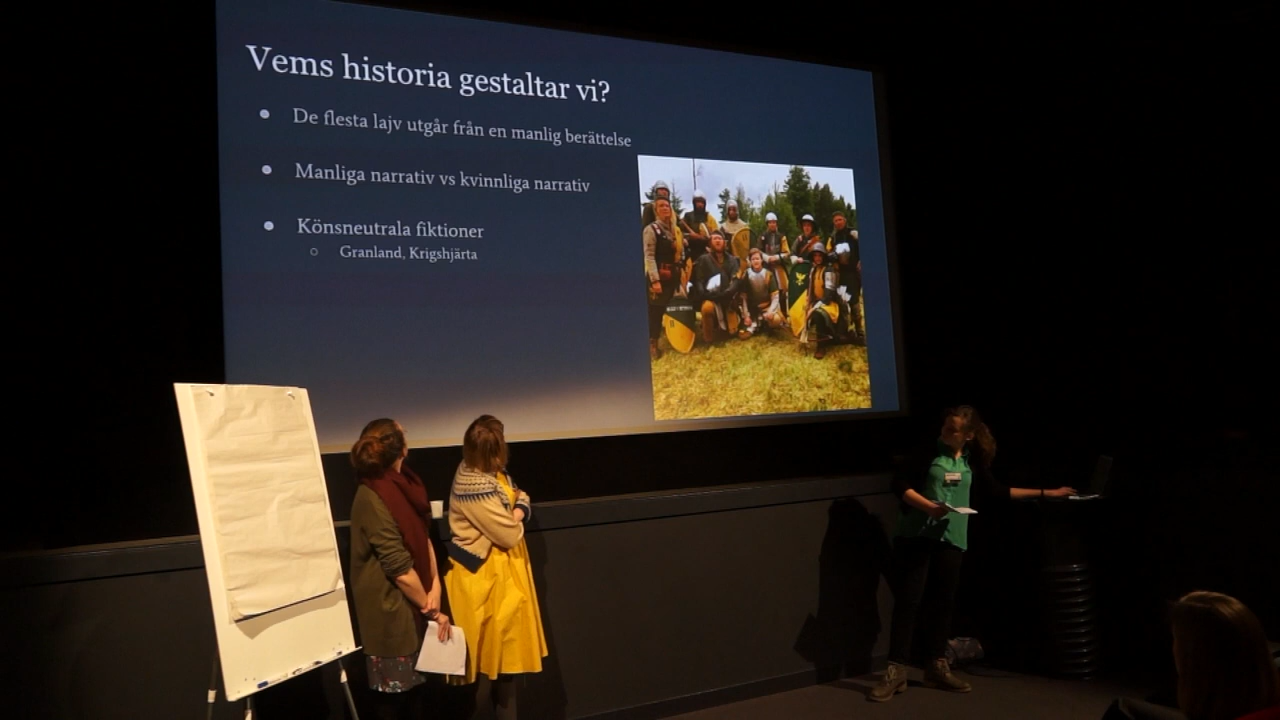 Vems historia gestaltar vi?
De flesta lajv utgår från en manlig berättelse
Manliga narrativ vs kvinnliga narrativ
Könsneutrala fiktioner
Granland, Krigshjärta